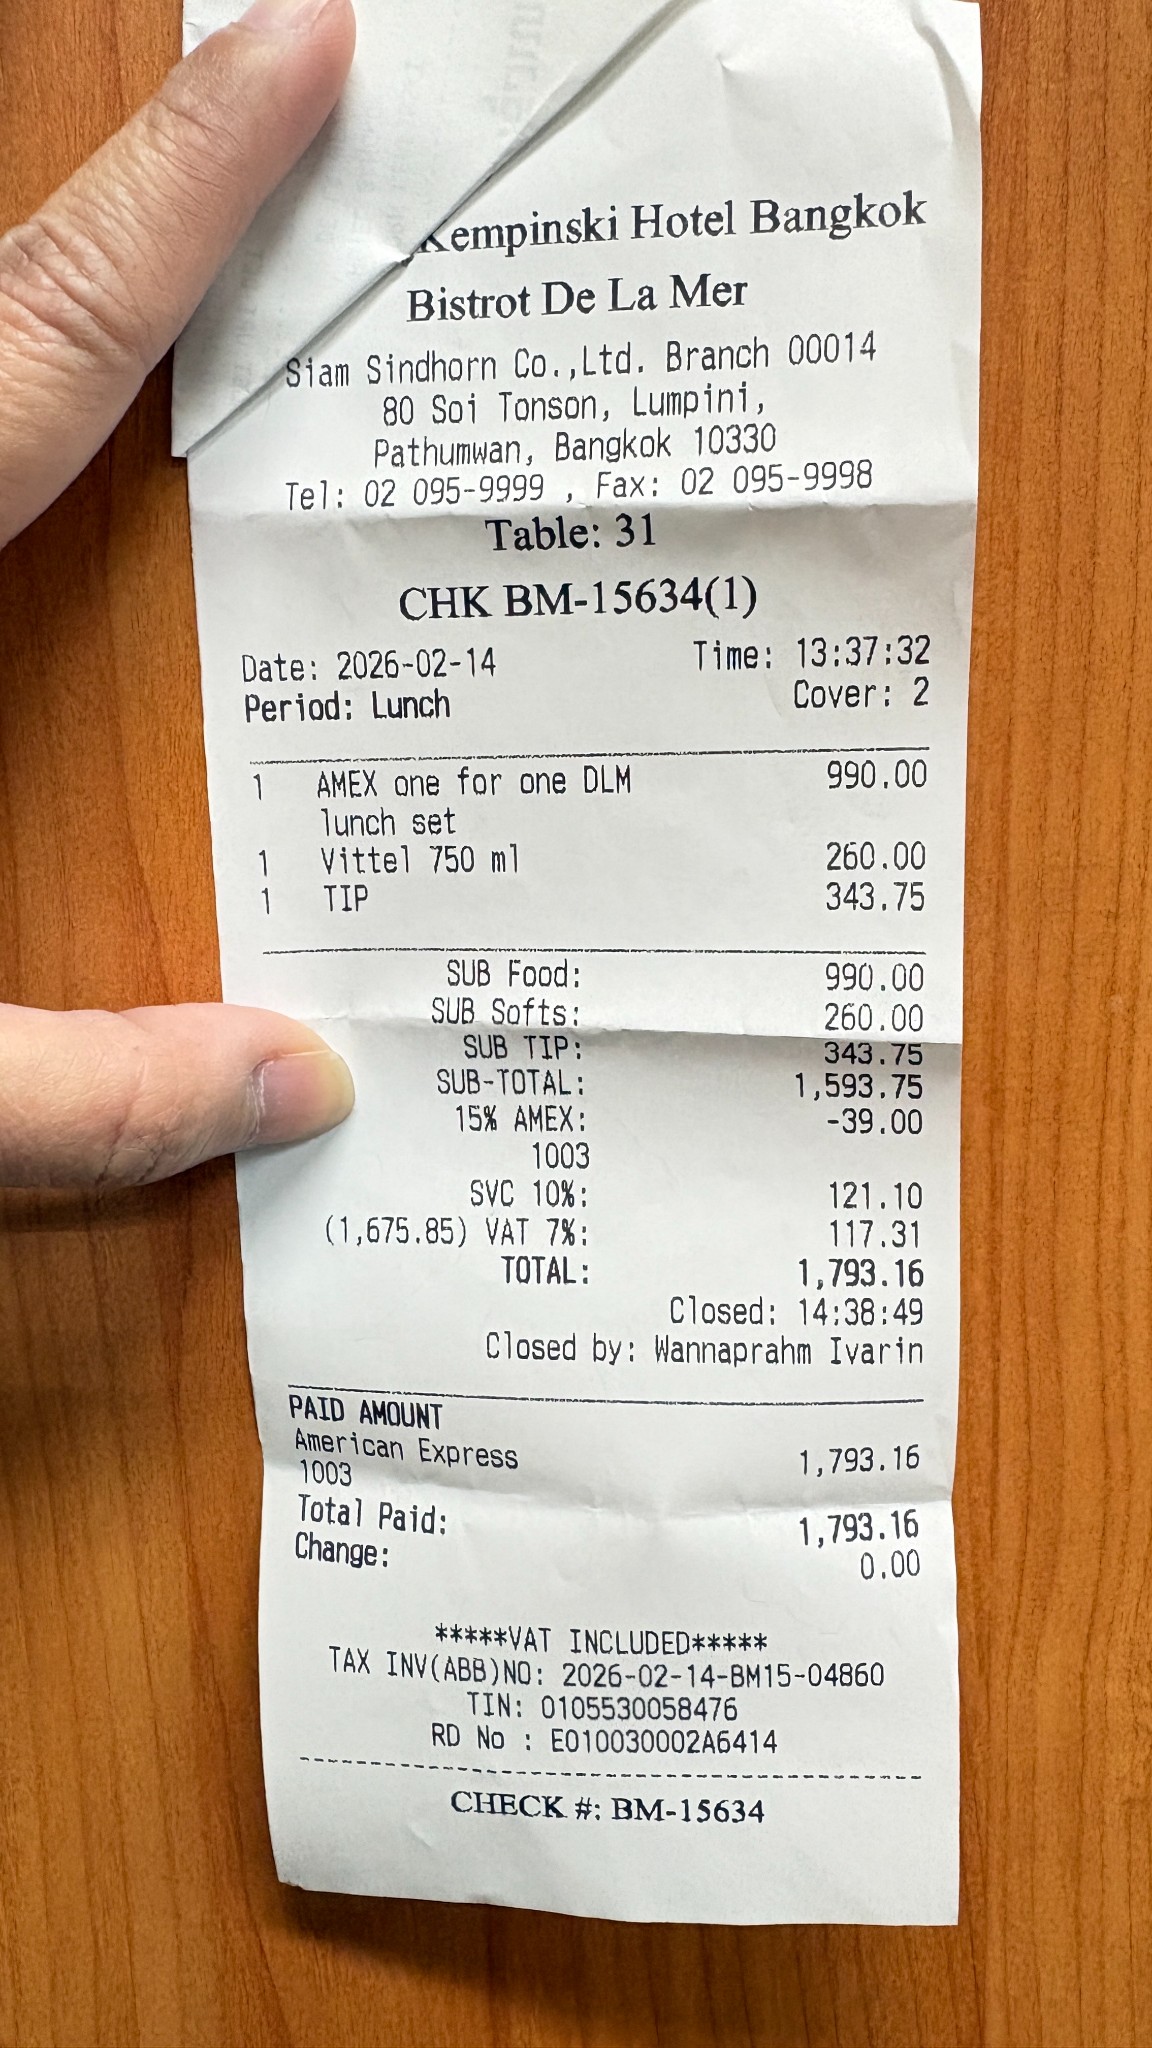 Kempinski Hotel Bangkok
Bistrot De La Mer
Siam Sindhorn Co.,Ltd. Branch 00014
80 Soi Tonson, Lumpini,
Pathumwan, Bangkok 10330
Tel: 02 095-9999 , Fax: 02 095-9998
Table: 31
CHK BM-15634(1)
Date: 2026-02-14 Time: 13:37:32
Period: Lunch Cover: 2
1 AMEX one for one DLM 990.00
lunch set
1 Vittel 750 ml 260.00
1 TIP 343.75
SUB Food: 990.00
SUB Softs: 260.00
SUB TIP: 343.75
SUB-TOTAL: 1,593.75
15% AMEX: -39.00
1003
SVC 10%: 121.10
(1,675.85) VAT 7%: 117.31
TOTAL: 1,793.16
Closed: 14:38:49
Closed by: Wannaprahm Ivarin
PAID AMOUNT
American Express 1,793.16
1003
Total Paid: 1,793.16
Change: 0.00
*****VAT INCLUDED*****
TAX INV(ABB)NO: 2026-02-14-BM15-04860
TIN: 0105530058476
RD No : E010030002A6414
CHECK #: BM-15634